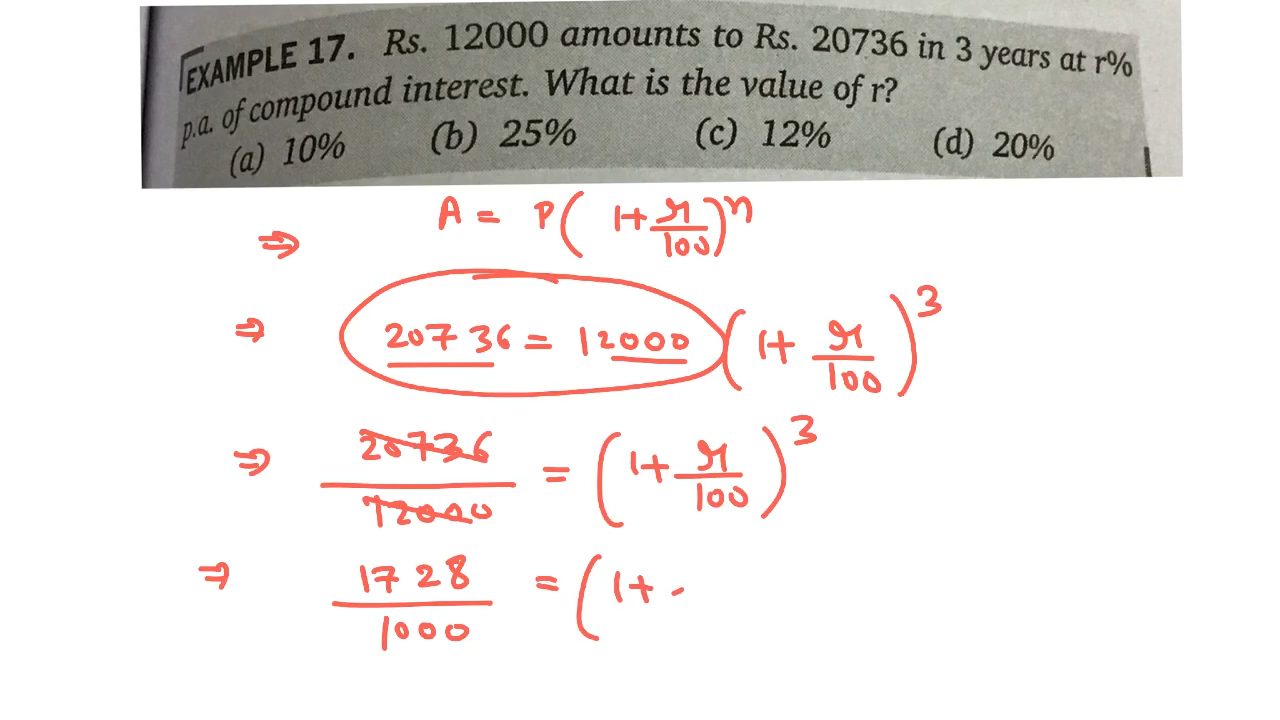 EXAMPLE 17. Rs. 12000 amounts to Rs. 20736 in 3 years at r%
p.a. of compound interest. What is the value of r?
(a) 10% (b) 25% (c) 12% (d) 20%
⇒ A = P(1+r/100)^n
⇒ 20736 = 12000 (1+ r/100)^3
⇒ 20736/12000 = (1+ r/100)^3
⇒ 1728/1000 = (1+